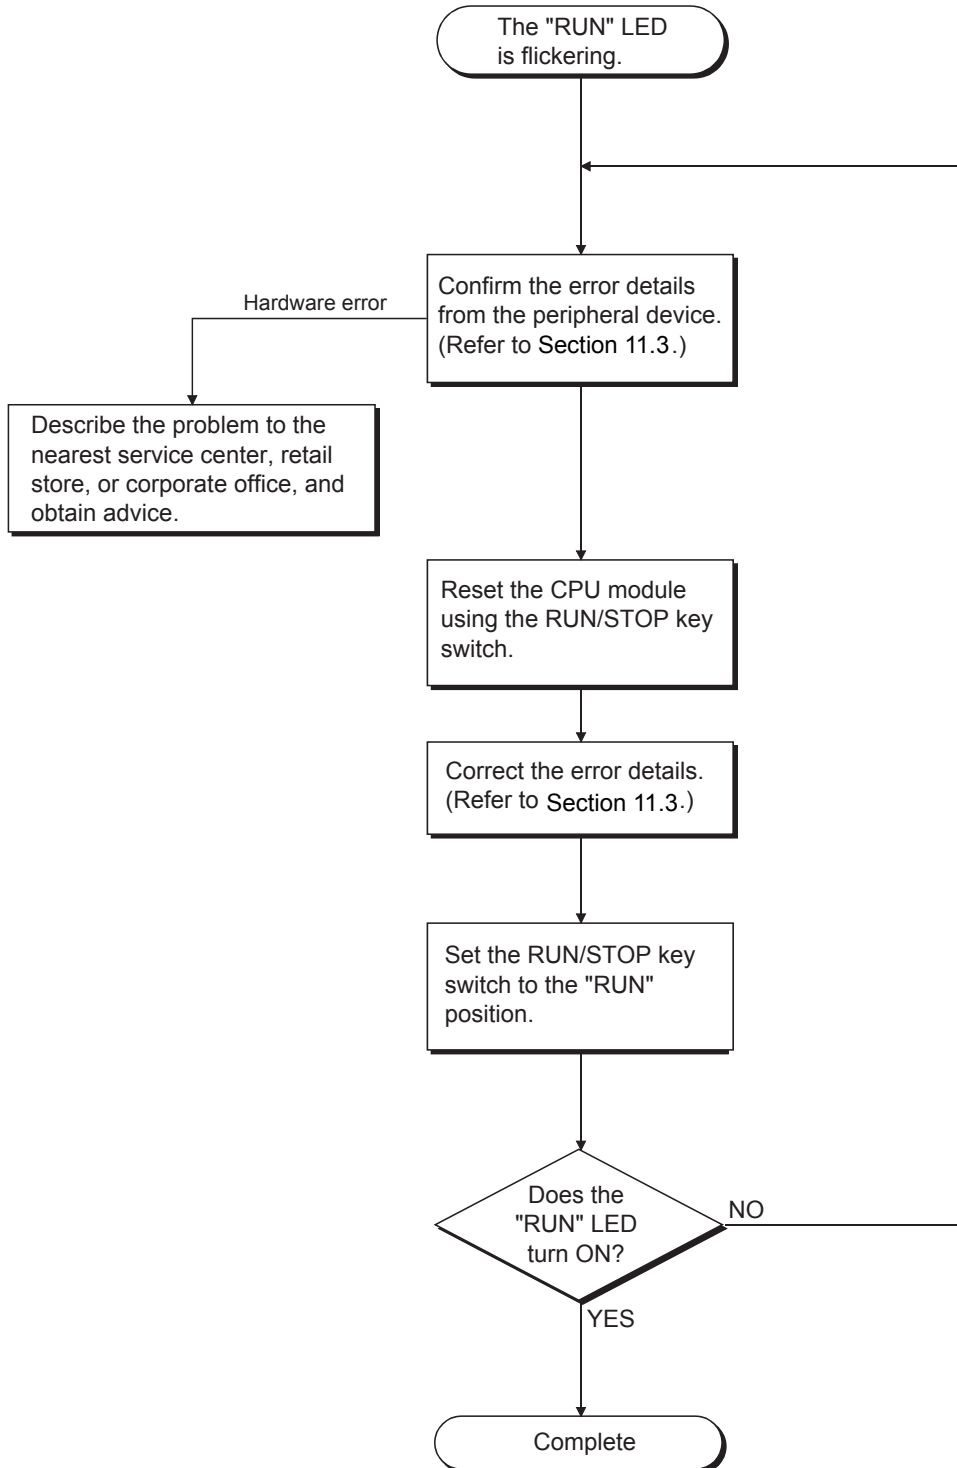 The "RUN" LED
is flickering.
Confirm the error details
from the peripheral device.
(Refer to Section 11.3.)
Hardware error
Describe the problem to the
nearest service center, retail
store, or corporate office, and
obtain advice.
Reset the CPU module
using the RUN/STOP key
switch.
Correct the error details.
(Refer to Section 11.3.)
Set the RUN/STOP key
switch to the "RUN"
position.
Does the
"RUN" LED
turn ON?
NO
YES
Complete